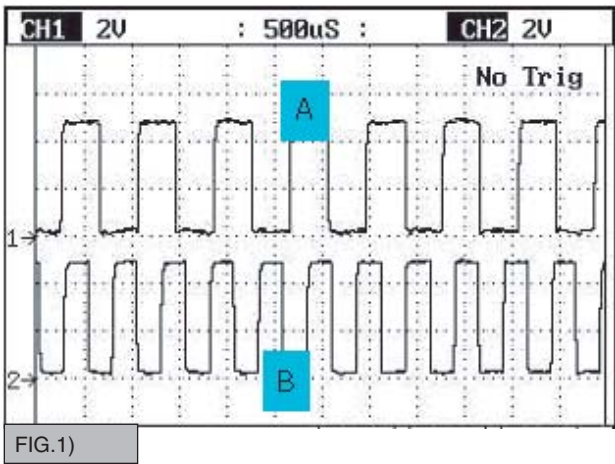 CH1 2V : 500uS : CH2 2V
No Trig
A
1→
2→
B
FIG.1)